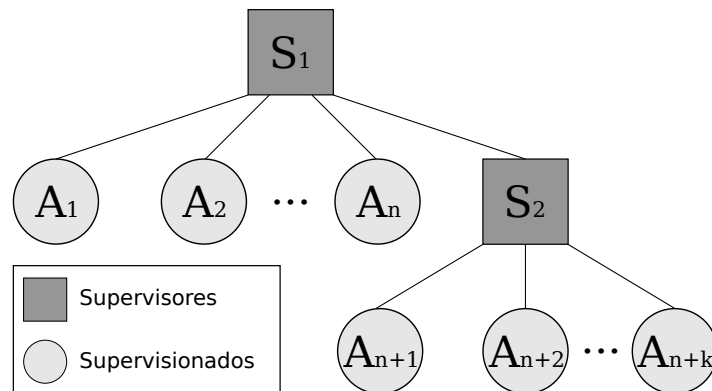 S1
A1 A2 ... An S2
Supervisores
Supervisionados
An+1 An+2 ... An+k